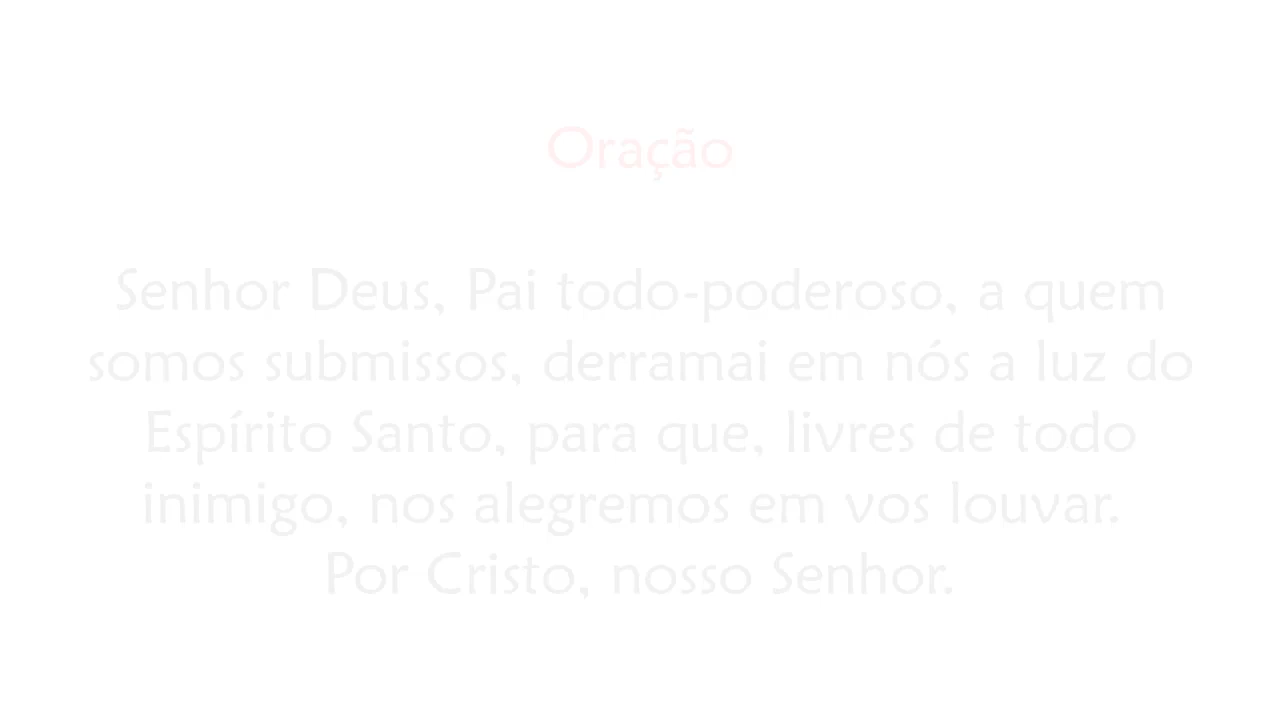 Oração
Senhor Deus, Pai todo-poderoso, a quem
somos submissos, derramai em nós a luz do
Espírito Santo, para que, livres de todo
inimigo, nos alegremos em vos louvar.
Por Cristo, nosso Senhor.